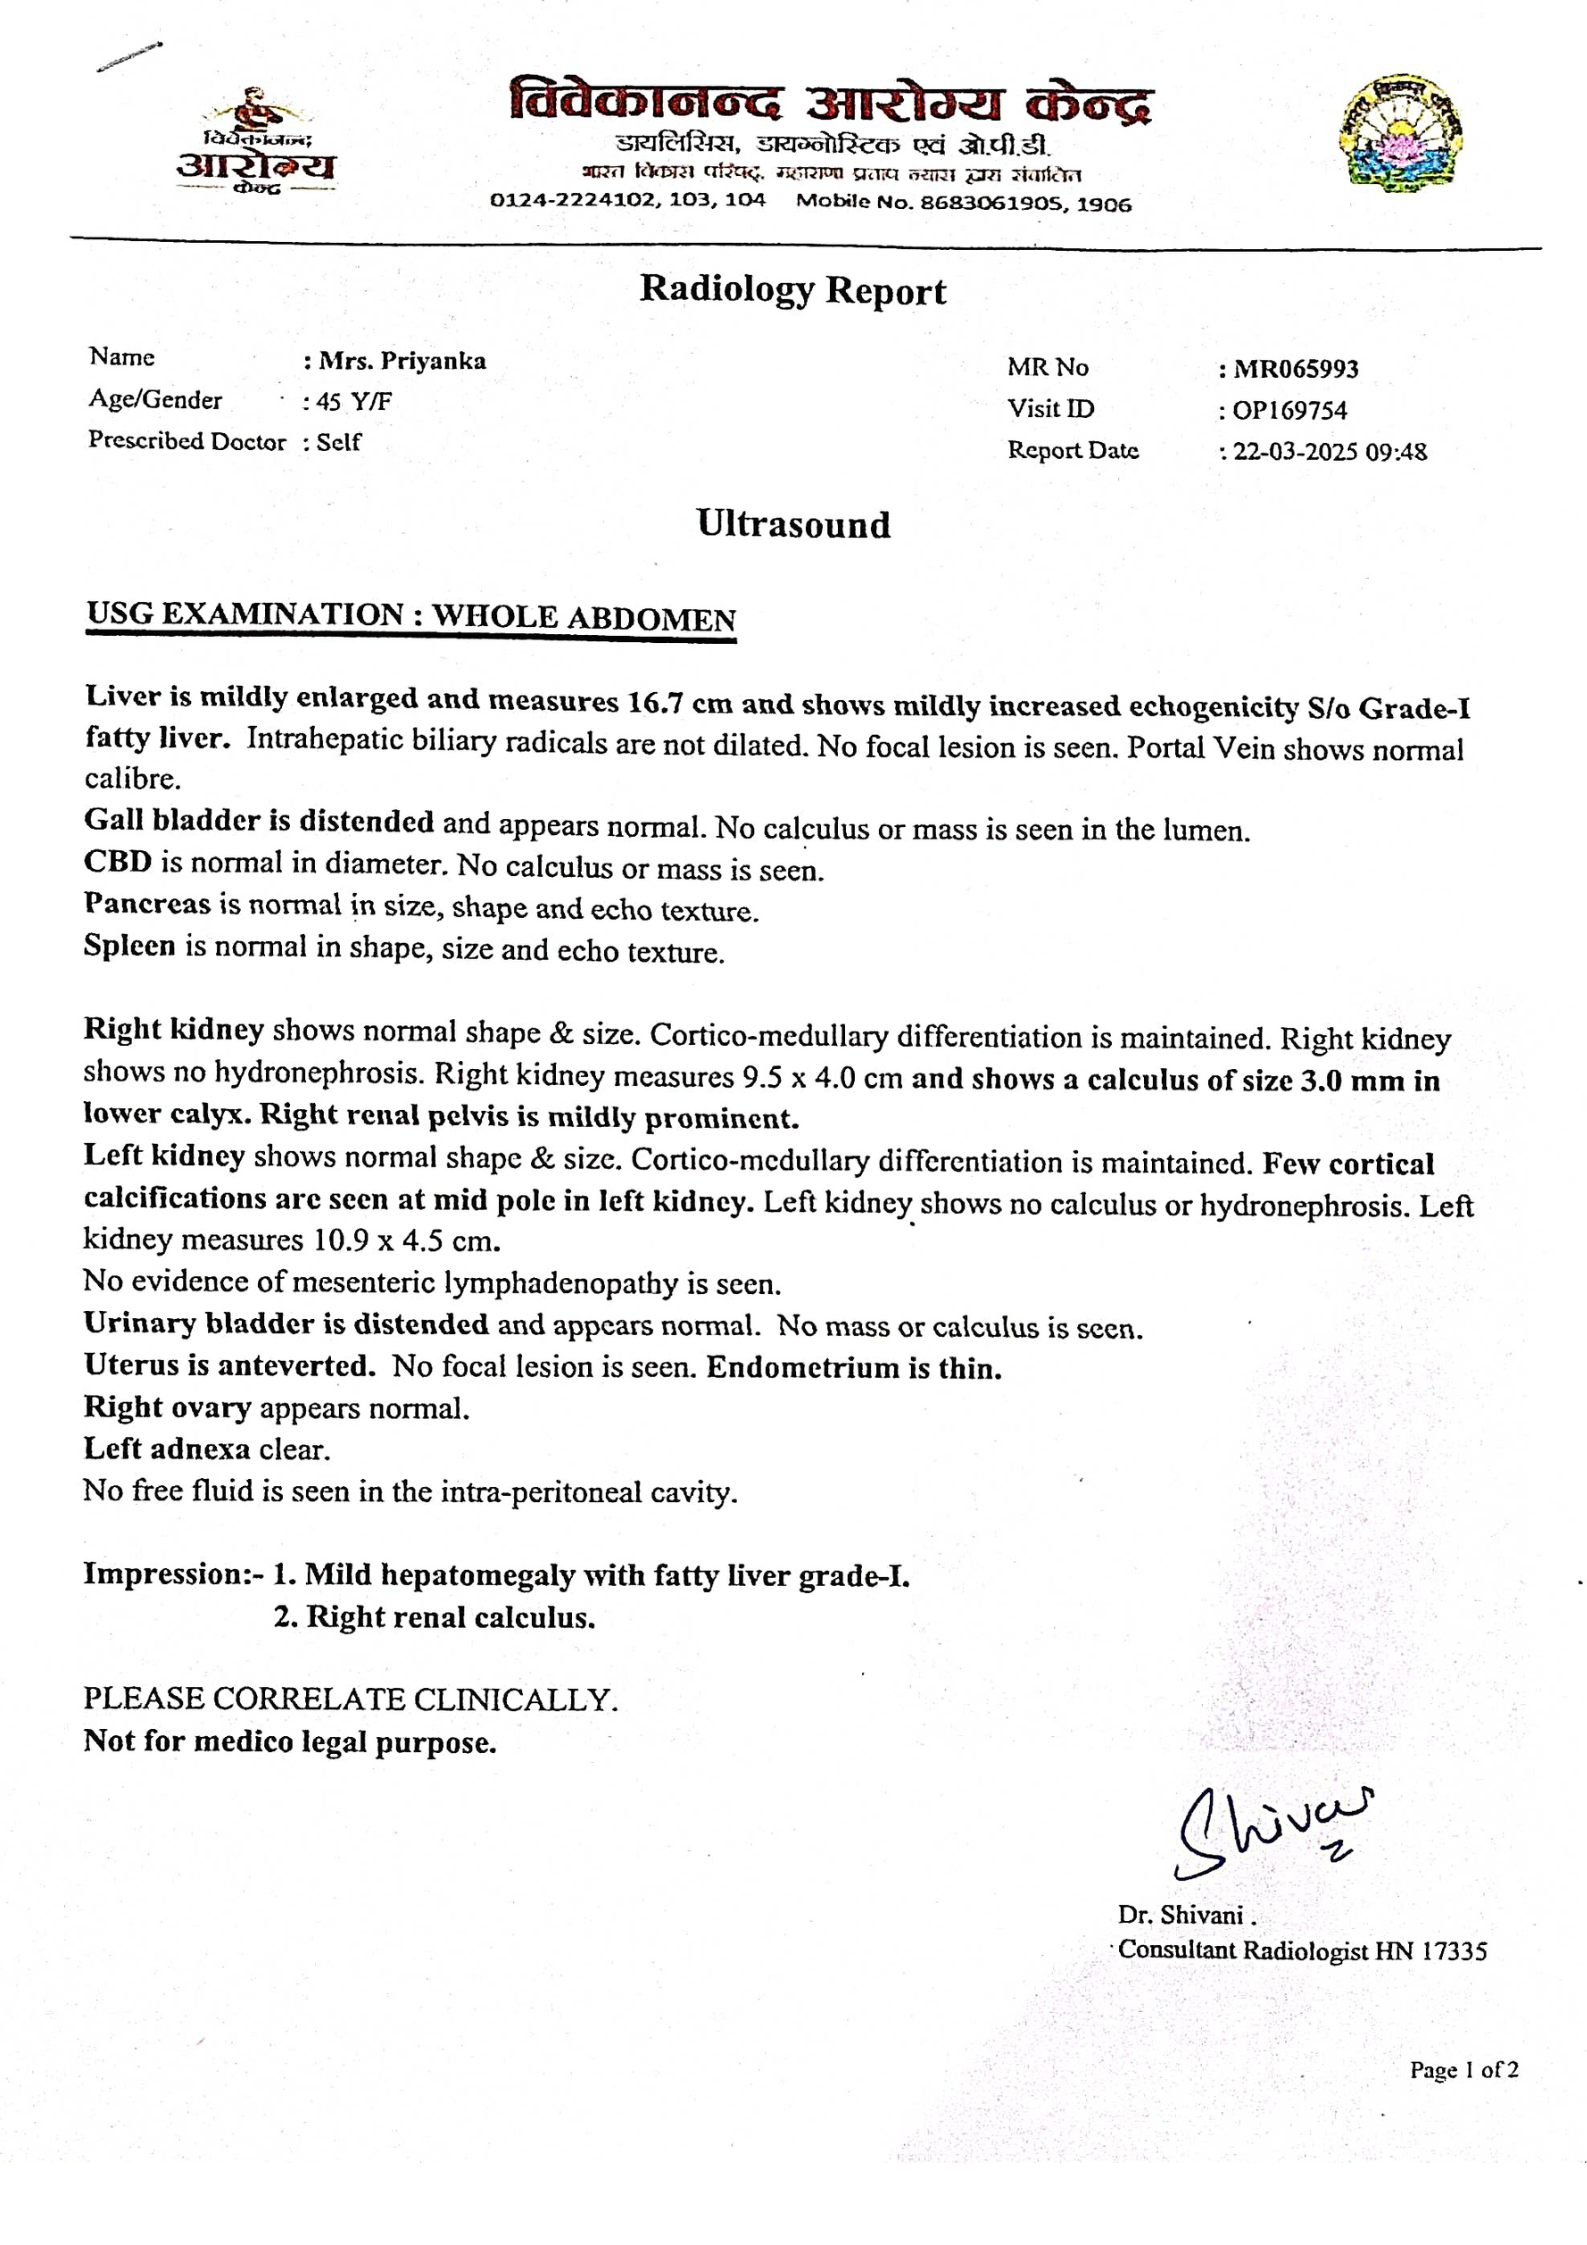 विवेकानन्द
आरोग्य
केन्द्र
विवेकानन्द आरोग्य केन्द्र
डायलिसिस, डायग्नोस्टिक एवं ओ.पी.डी.
भारत विकास परिषद्, महाराणा प्रताप न्यास द्वारा संचालित
0124-2224102, 103, 104 Mobile No. 8683061905, 1906
Radiology Report
Name : Mrs. Priyanka
MR No : MR065993
Age/Gender : 45 Y/F
Visit ID : OP169754
Prescribed Doctor : Self
Report Date : 22-03-2025 09:48
Ultrasound
USG EXAMINATION : WHOLE ABDOMEN
Liver is mildly enlarged and measures 16.7 cm and shows mildly increased echogenicity S/o Grade-I
fatty liver. Intrahepatic biliary radicals are not dilated. No focal lesion is seen. Portal Vein shows normal
calibre.
Gall bladder is distended and appears normal. No calculus or mass is seen in the lumen.
CBD is normal in diameter. No calculus or mass is seen.
Pancreas is normal in size, shape and echo texture.
Spleen is normal in shape, size and echo texture.
Right kidney shows normal shape & size. Cortico-medullary differentiation is maintained. Right kidney
shows no hydronephrosis. Right kidney measures 9.5 x 4.0 cm and shows a calculus of size 3.0 mm in
lower calyx. Right renal pelvis is mildly prominent.
Left kidney shows normal shape & size. Cortico-medullary differentiation is maintained. Few cortical
calcifications are seen at mid pole in left kidney. Left kidney shows no calculus or hydronephrosis. Left
kidney measures 10.9 x 4.5 cm.
No evidence of mesenteric lymphadenopathy is seen.
Urinary bladder is distended and appears normal. No mass or calculus is seen.
Uterus is anteverted. No focal lesion is seen. Endometrium is thin.
Right ovary appears normal.
Left adnexa clear.
No free fluid is seen in the intra-peritoneal cavity.
Impression:- 1. Mild hepatomegaly with fatty liver grade-I.
2. Right renal calculus.
PLEASE CORRELATE CLINICALLY.
Not for medico legal purpose.
Dr. Shivani .
Consultant Radiologist HN 17335
Page 1 of 2